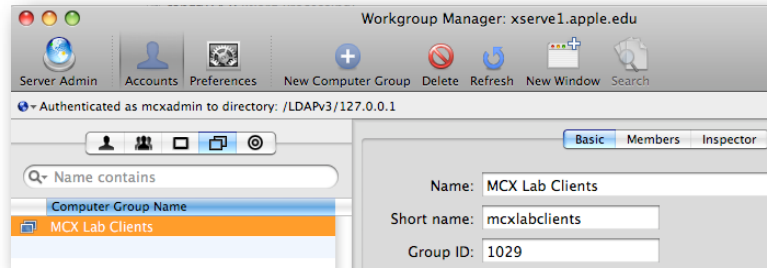 Workgroup Manager: xserve1.apple.edu
Server Admin Accounts Preferences New Computer Group Delete Refresh New Window Search
Authenticated as mcxadmin to directory: /LDAPv3/127.0.0.1
Basic Members Inspector
Name contains
Name: MCX Lab Clients
Computer Group Name
Short name: mcxlabclients
MCX Lab Clients
Group ID: 1029